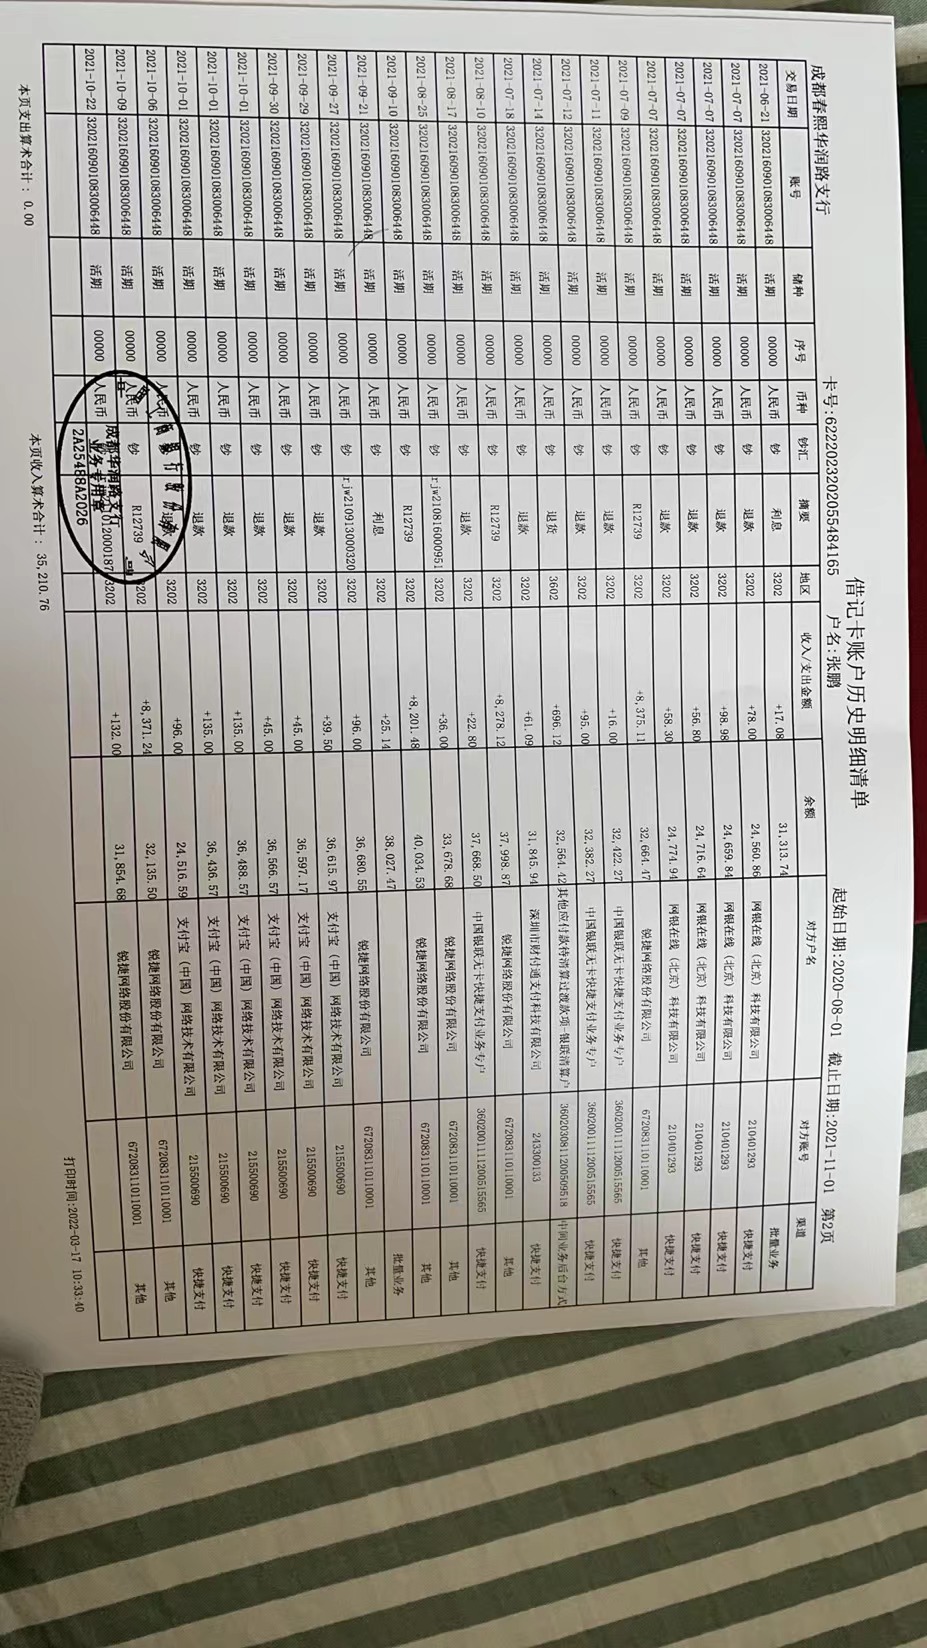 借记卡账户历史明细清单
成都春熙华润路支行 卡号:6222023202055484165 户名:张鹏 起始日期:2020-08-01 截止日期:2021-11-01 第2页
交易日期 账号 储种 序号 币种 钞汇 摘要 地区 收入/支出金额 余额 对方户名 对方账号 渠道
2021-06-21 3202160901083006448 活期 00000 人民币 钞 利息 3202 +17.08 31,313.74 批量业务
2021-07-07 3202160901083006448 活期 00000 人民币 钞 退款 3202 +78.00 24,560.86 网银在线（北京）科技有限公司 210401293 快捷支付
2021-07-07 3202160901083006448 活期 00000 人民币 钞 退款 3202 +98.98 24,659.84 网银在线（北京）科技有限公司 210401293 快捷支付
2021-07-07 3202160901083006448 活期 00000 人民币 钞 退款 3202 +56.80 24,716.64 网银在线（北京）科技有限公司 210401293 快捷支付
2021-07-07 3202160901083006448 活期 00000 人民币 钞 退款 3202 +58.30 24,774.94 网银在线（北京）科技有限公司 210401293 快捷支付
2021-07-09 3202160901083006448 活期 00000 人民币 钞 R12739 3202 +8,375.11 32,664.47 锐捷网络股份有限公司 672083110110001 其他
2021-07-11 3202160901083006448 活期 00000 人民币 钞 退款 3202 +16.00 32,422.27 中国银联无卡快捷支付业务专户 3602001111200515565 快捷支付
2021-07-12 3202160901083006448 活期 00000 人民币 钞 退款 3202 +95.00 32,382.27 中国银联无卡快捷支付业务专户 3602001111200515565 快捷支付
2021-07-14 3202160901083006448 活期 00000 人民币 钞 退货 3602 +696.12 32,564.42 其他应付款待清算过渡款项-银联清算户 3602030811200509518 中间业务后台方式
2021-07-18 3202160901083006448 活期 00000 人民币 钞 退款 3202 +61.09 31,845.94 深圳市财付通支付科技有限公司 243300133 快捷支付
2021-08-10 3202160901083006448 活期 00000 人民币 钞 R12739 3202 +8,278.12 37,998.87 锐捷网络股份有限公司 672083110110001 其他
2021-08-17 3202160901083006448 活期 00000 人民币 钞 退款 3202 +22.80 37,668.50 中国银联无卡快捷支付业务专户 3602001111200515565 快捷支付
2021-08-25 3202160901083006448 活期 00000 人民币 钞 rjw210816000951 3202 +36.00 33,678.68 锐捷网络股份有限公司 672083110110001 其他
2021-09-10 3202160901083006448 活期 00000 人民币 钞 R12739 3202 +8,201.48 40,034.53 锐捷网络股份有限公司 672083110110001 其他
2021-09-21 3202160901083006448 活期 00000 人民币 钞 利息 3202 +25.14 38,027.47 批量业务
2021-09-27 3202160901083006448 活期 00000 人民币 钞 rjw210913000320 3202 +96.00 36,680.55 锐捷网络股份有限公司 672083110110001 其他
2021-09-29 3202160901083006448 活期 00000 人民币 钞 退款 3202 +39.50 36,615.97 支付宝（中国）网络技术有限公司 215500690 快捷支付
2021-09-30 3202160901083006448 活期 00000 人民币 钞 退款 3202 +45.00 36,597.17 支付宝（中国）网络技术有限公司 215500690 快捷支付
2021-10-01 3202160901083006448 活期 00000 人民币 钞 退款 3202 +45.00 36,566.57 支付宝（中国）网络技术有限公司 215500690 快捷支付
2021-10-01 3202160901083006448 活期 00000 人民币 钞 退款 3202 +135.00 36,488.57 支付宝（中国）网络技术有限公司 215500690 快捷支付
2021-10-01 3202160901083006448 活期 00000 人民币 钞 退款 3202 +135.00 36,436.57 支付宝（中国）网络技术有限公司 215500690 快捷支付
2021-10-06 3202160901083006448 活期 00000 人民币 退款 3202 +96.00 24,516.59 支付宝（中国）网络技术有限公司 215500690 快捷支付
2021-10-09 3202160901083006448 活期 00000 人民币 钞 R12739 3202 +8,371.24 32,135.50 锐捷网络股份有限公司 672083110110001 其他
2021-10-22 3202160901083006448 活期 00000 人民币 钞 3202 +132.00 31,854.68 锐捷网络股份有限公司 672083110110001 其他
中国工商银行股份有限公司
成都华润路支行
业务专用章
2A25488A2026
本页支出算术合计：0.00 本页收入算术合计：35,210.76 打印时间:2022-03-17 10:33:40